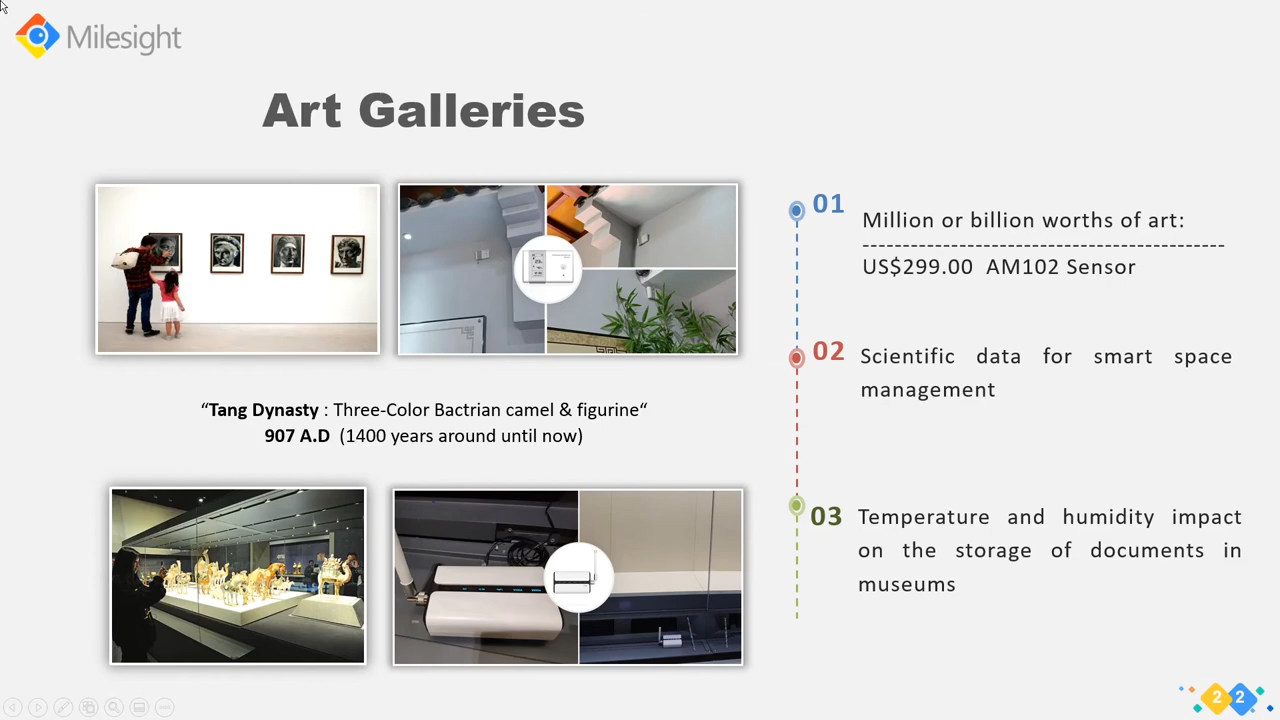 Milesight
Art Galleries
01
Million or billion worths of art:
---------------------------------------------
US$299.00 AM102 Sensor
02
Scientific data for smart space
management
“Tang Dynasty : Three-Color Bactrian camel & figurine“
907 A.D (1400 years around until now)
03
Temperature and humidity impact
on the storage of documents in
museums
2 2